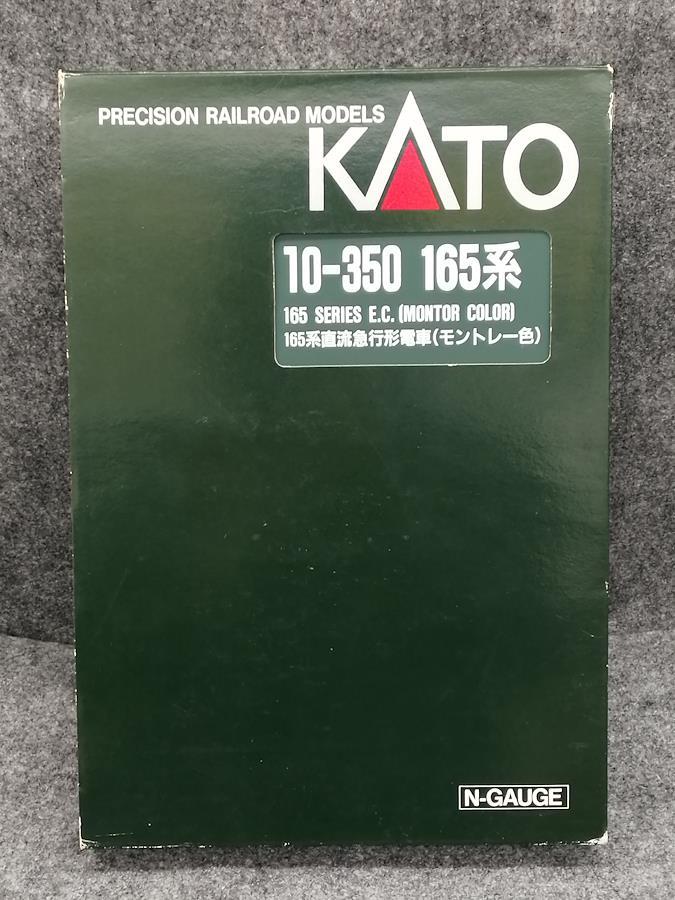 PRECISION RAILROAD MODELS
KATO
10-350 165系
165 SERIES E.C. (MONTOR COLOR)
165系直流急行形電車(モントレー色)
N-GAUGE